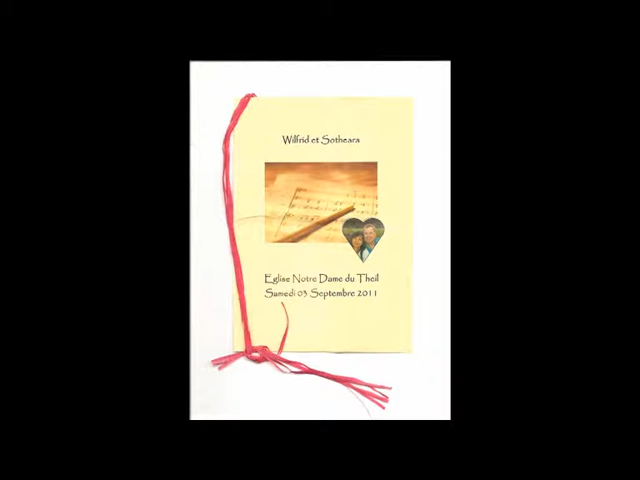 Wilfrid et Sotheara
Eglise Notre Dame du Theil
Samedi 03 Septembre 2011